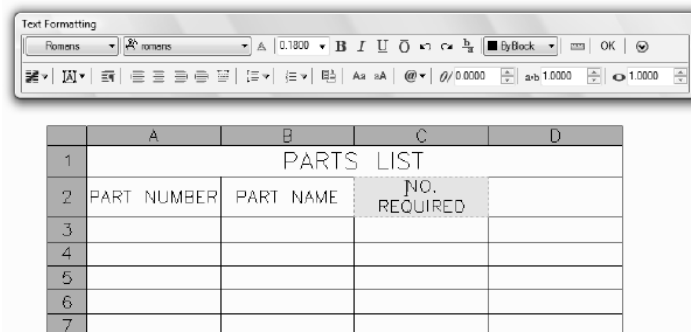 Text Formatting
Romans romans 0.1800 B I U O ByBlock OK
Aa aA @ 0/ 0.0000 a•b 1.0000 1.0000
A B C D
1 PARTS LIST
2 PART NUMBER PART NAME NO.
REQUIRED
3
4
5
6
7